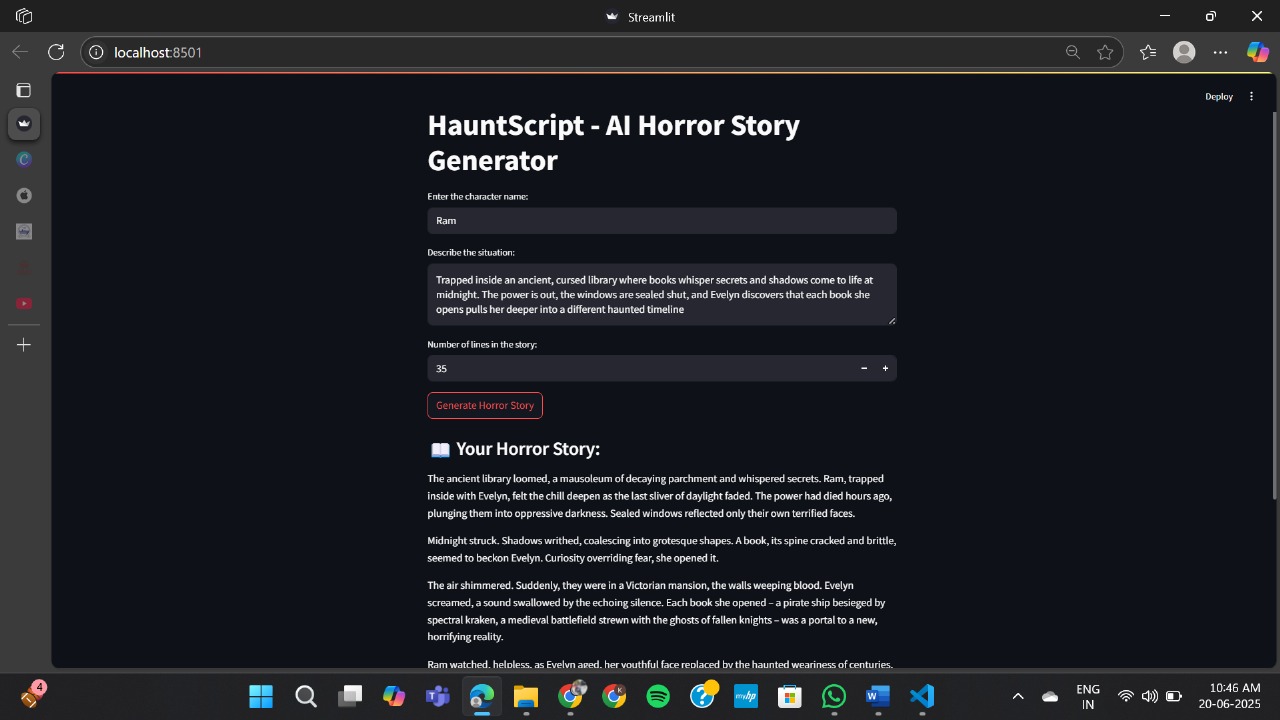 Streamlit
localhost:8501
Deploy
HauntScript - AI Horror Story
Generator
Enter the character name:
Ram
Describe the situation:
Trapped inside an ancient, cursed library where books whisper secrets and shadows come to life at
midnight. The power is out, the windows are sealed shut, and Evelyn discovers that each book she
opens pulls her deeper into a different haunted timeline
Number of lines in the story:
35
Generate Horror Story
Your Horror Story:
The ancient library loomed, a mausoleum of decaying parchment and whispered secrets. Ram, trapped
inside with Evelyn, felt the chill deepen as the last sliver of daylight faded. The power had died hours ago,
plunging them into oppressive darkness. Sealed windows reflected only their own terrified faces.
Midnight struck. Shadows writhed, coalescing into grotesque shapes. A book, its spine cracked and brittle,
seemed to beckon Evelyn. Curiosity overriding fear, she opened it.
The air shimmered. Suddenly, they were in a Victorian mansion, the walls weeping blood. Evelyn
screamed, a sound swallowed by the echoing silence. Each book she opened – a pirate ship besieged by
spectral kraken, a medieval battlefield strewn with the ghosts of fallen knights – was a portal to a new,
horrifying reality.
Ram watched, helpless, as Evelyn aged, her youthful face replaced by the haunted weariness of centuries.
4
myhp
ENG
IN
10:46 AM
20-06-2025